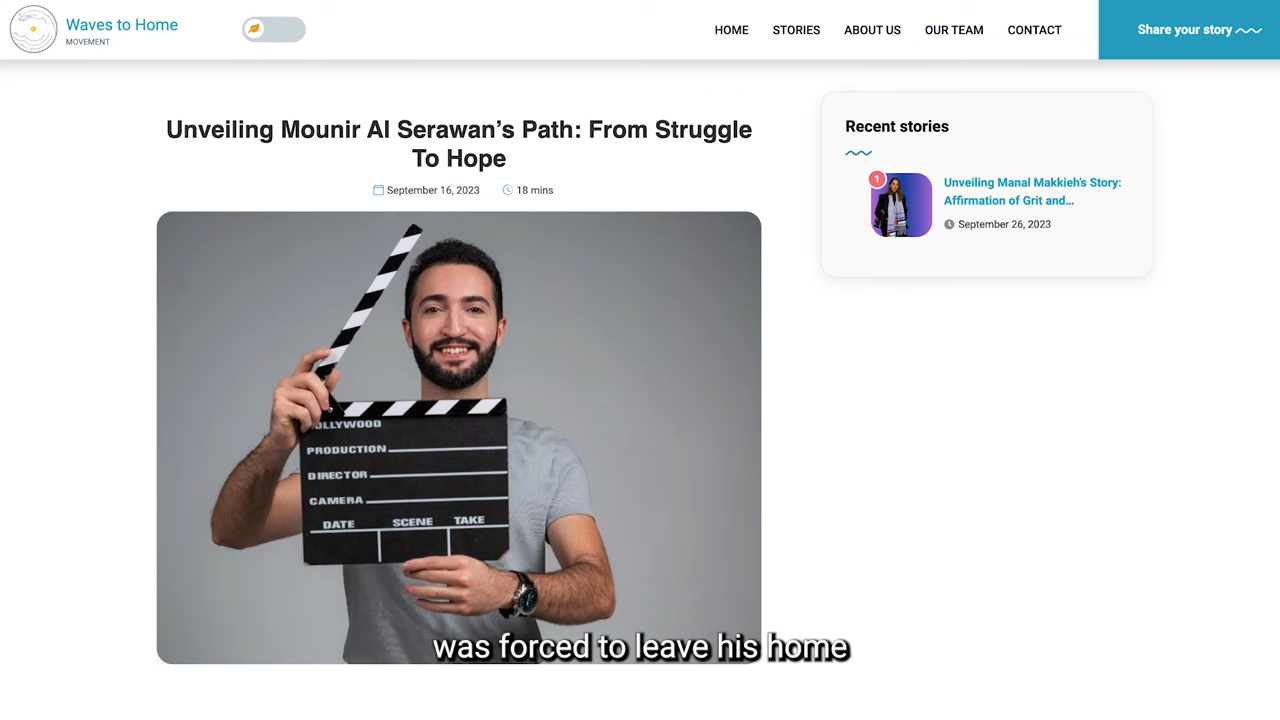 Waves to Home
MOVEMENT
HOME
STORIES
ABOUT US
OUR TEAM
CONTACT
Share your story
Unveiling Mounir Al Serawan’s Path: From Struggle
To Hope
September 16, 2023
18 mins
HOLLYWOOD
PRODUCTION
DIRECTOR
CAMERA
DATE SCENE TAKE
was forced to leave his home
Recent stories
1
Unveiling Manal Makkieh’s Story:
Affirmation of Grit and…
September 26, 2023